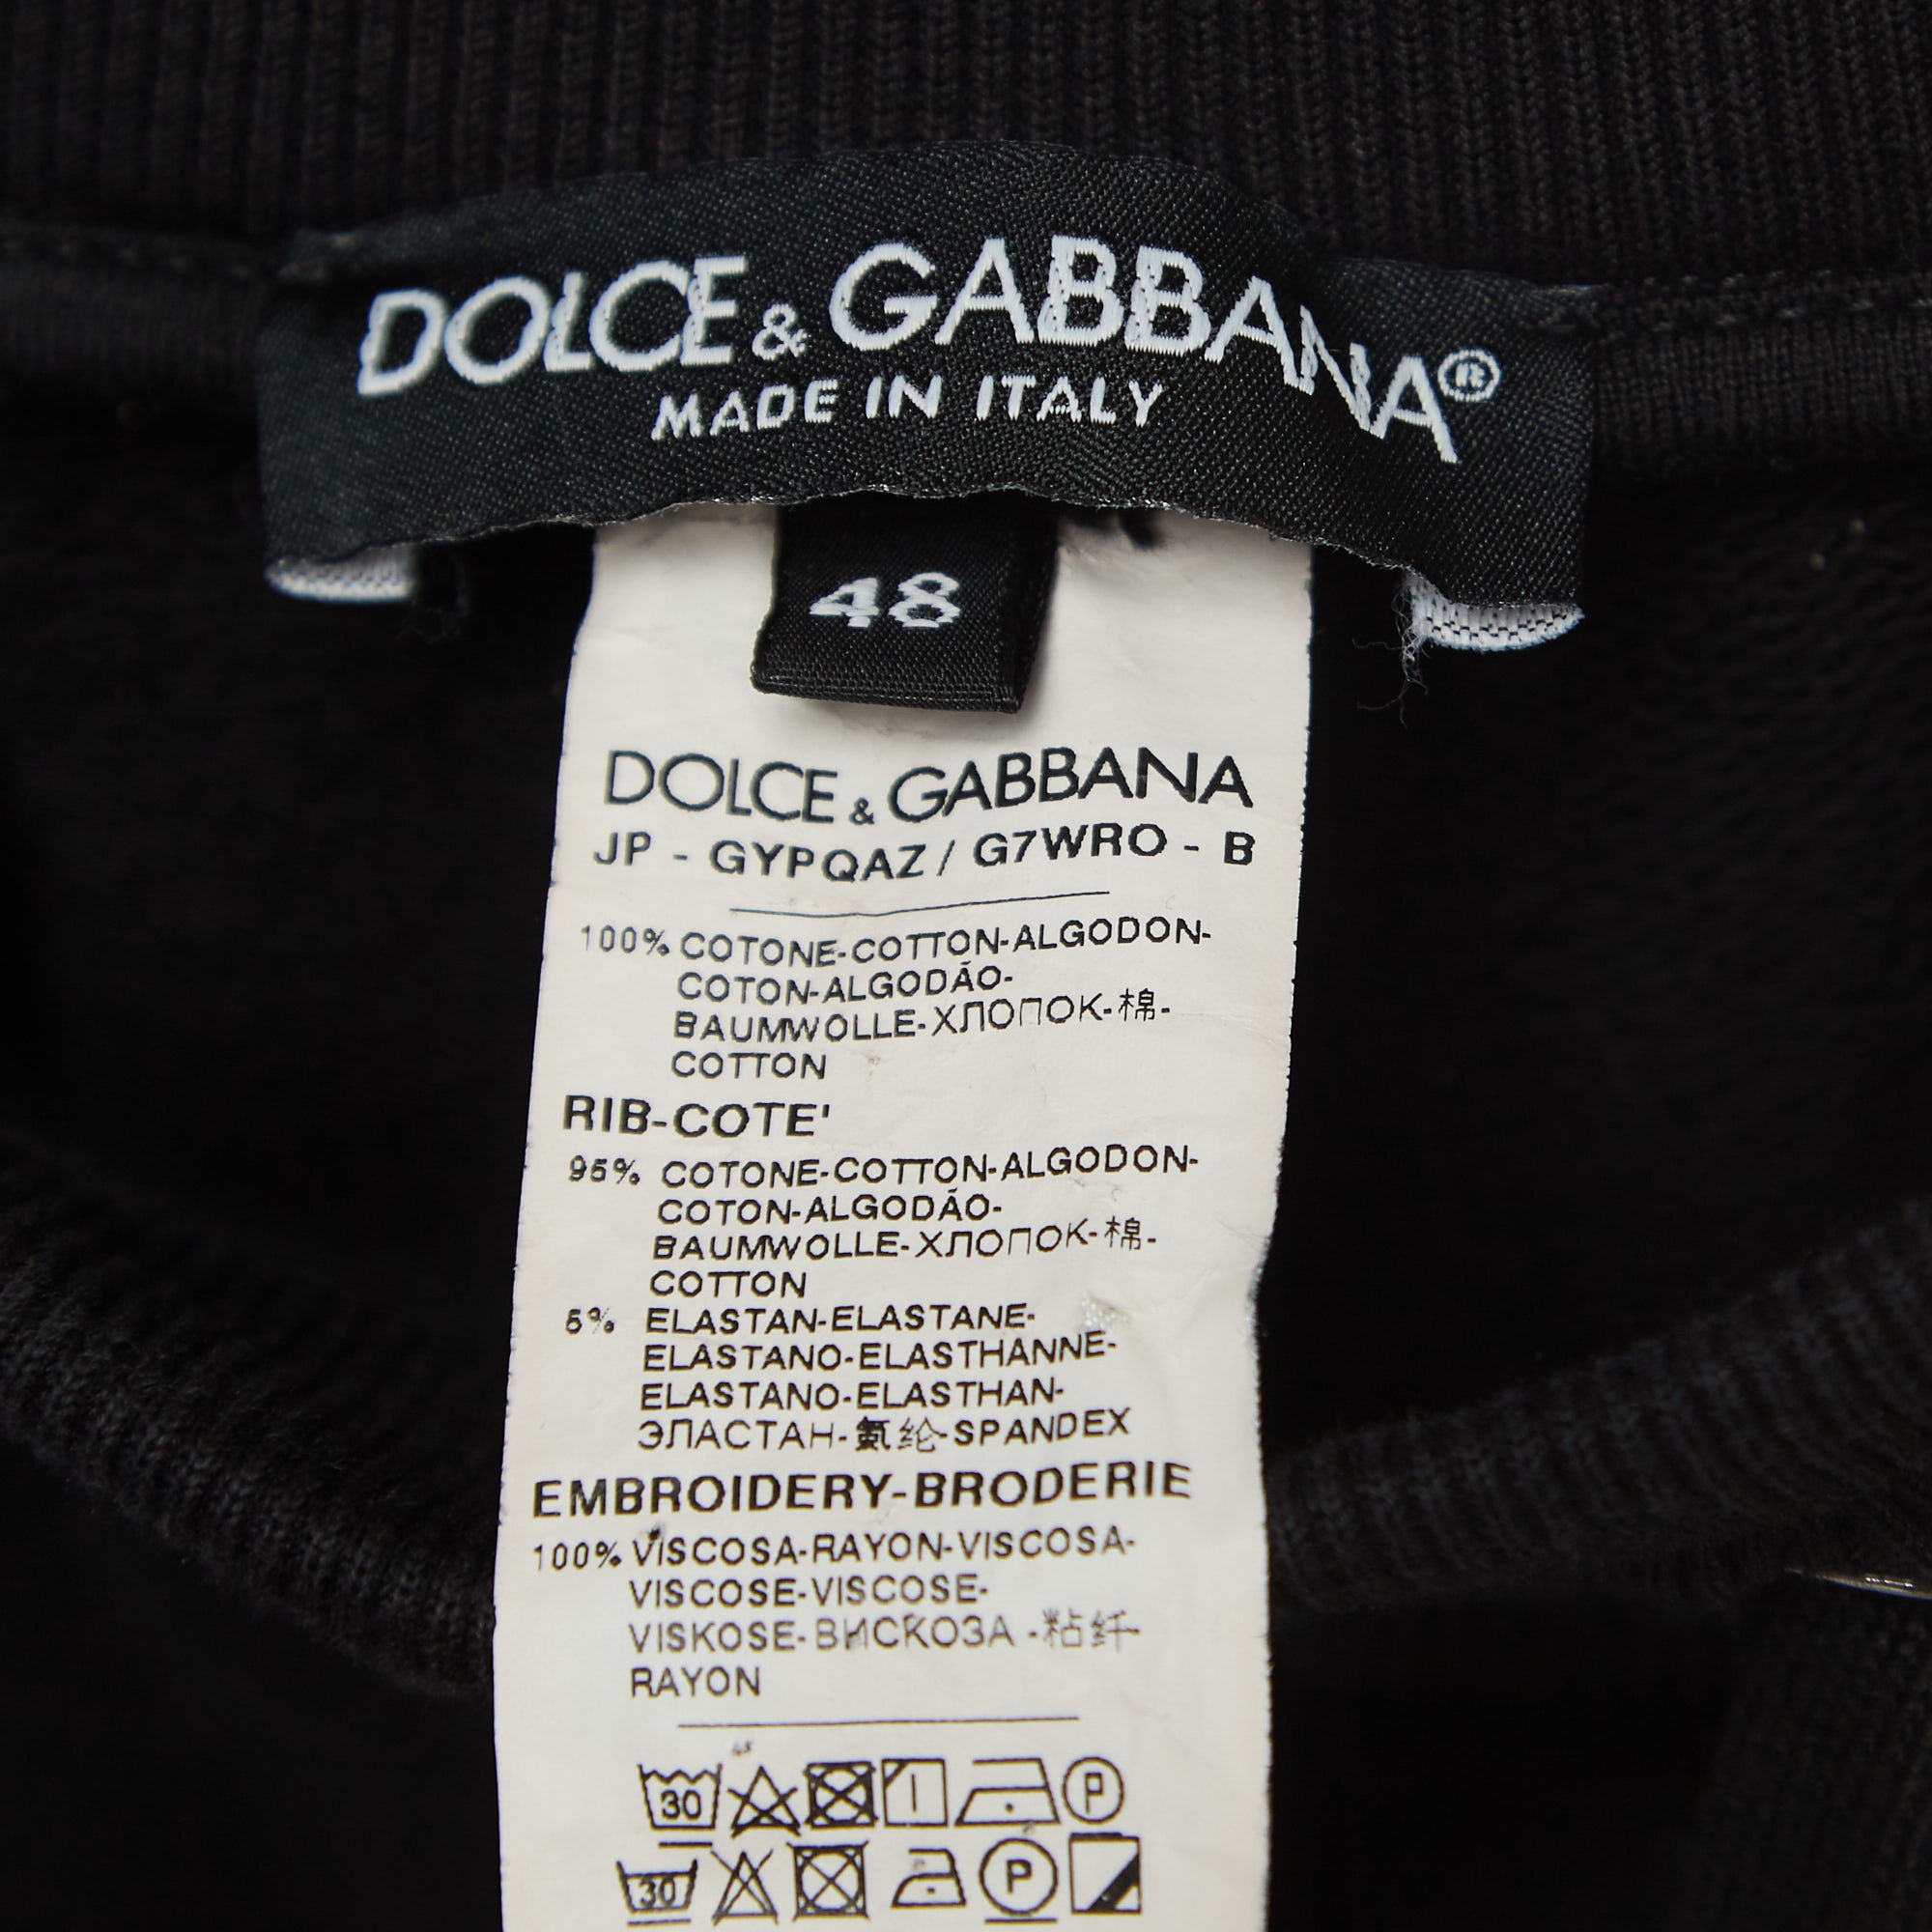 DOLCE & GABBANA®
MADE IN ITALY
48
DOLCE & GABBANA
JP - GYPQAZ / G7WRO - B
100% COTONE-COTTON-ALGODON-
COTON-ALGODÃO-
BAUMWOLLE-ХЛОПОК-棉-
COTTON
RIB-COTE'
95% COTONE-COTTON-ALGODON-
COTON-ALGODÃO-
BAUMWOLLE-ХЛОПОК-棉-
COTTON
5% ELASTAN-ELASTANE-
ELASTANO-ELASTHANNE-
ELASTANO-ELASTHAN-
ЭЛАСТАН-氨纶-SPANDEX
EMBROIDERY-BRODERIE
100% VISCOSA-RAYON-VISCOSA-
VISCOSE-VISCOSE-
VISKOSE-ВИСКОЗА-粘纤-
RAYON
30 P
30 P